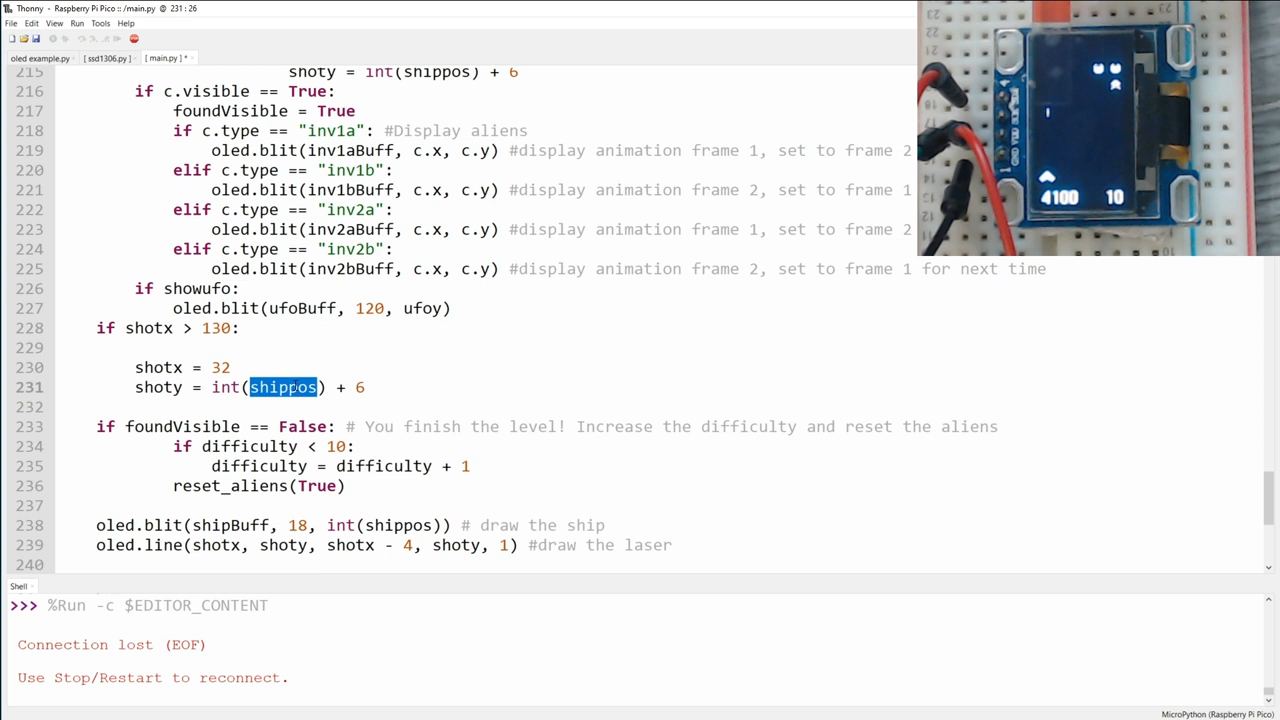 Thonny - Raspberry Pi Pico :: /main.py @ 231 : 26
File Edit View Run Tools Help
oled example.py [ ssd1306.py ] [ main.py ] *
215 shoty = int(shippos) + 6
216 if c.visible == True:
217 foundVisible = True
218 if c.type == "inv1a": #Display aliens
219 oled.blit(inv1aBuff, c.x, c.y) #display animation frame 1, set to frame 2
220 elif c.type == "inv1b":
221 oled.blit(inv1bBuff, c.x, c.y) #display animation frame 2, set to frame 1
222 elif c.type == "inv2a":
223 oled.blit(inv2aBuff, c.x, c.y) #display animation frame 1, set to frame 2
224 elif c.type == "inv2b":
225 oled.blit(inv2bBuff, c.x, c.y) #display animation frame 2, set to frame 1 for next time
226 if showufo:
227 oled.blit(ufoBuff, 120, ufoy)
228 if shotx > 130:
229
230 shotx = 32
231 shoty = int(shippos) + 6
232
233 if foundVisible == False: # You finish the level! Increase the difficulty and reset the aliens
234 if difficulty < 10:
235 difficulty = difficulty + 1
236 reset_aliens(True)
237
238 oled.blit(shipBuff, 18, int(shippos)) # draw the ship
239 oled.line(shotx, shoty, shotx - 4, shoty, 1) #draw the laser
240
4100 10
Shell
>>> %Run -c $EDITOR_CONTENT
Connection lost (EOF)
Use Stop/Restart to reconnect.
MicroPython (Raspberry Pi Pico)